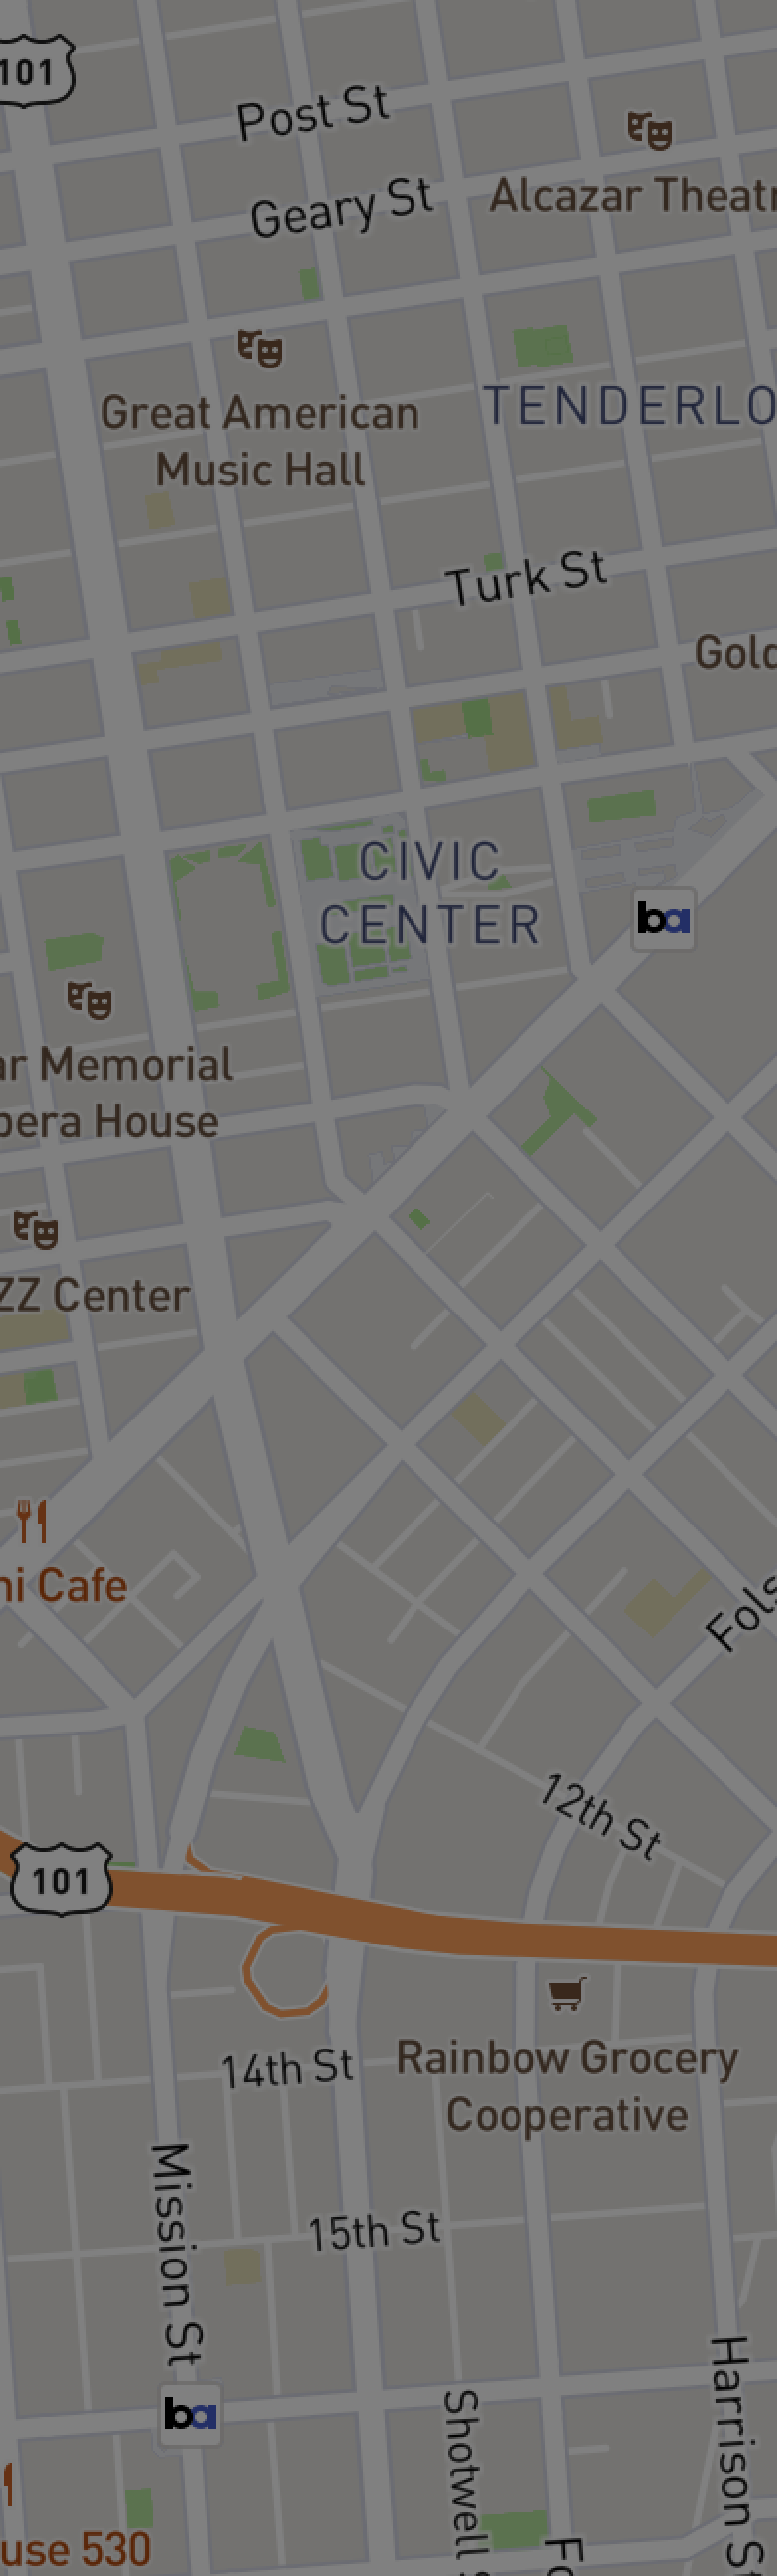 101
Post St
Alcazar Theatr
Geary St
Great American
Music Hall
TENDERLO
Turk St
Gold
CIVIC
CENTER
ba
ar Memorial
pera House
ZZ Center
ni Cafe
Fols
12th St
101
Rainbow Grocery
Cooperative
14th St
15th St
Mission St
ba
Harrison St
Shotwell S
Fo
use 530